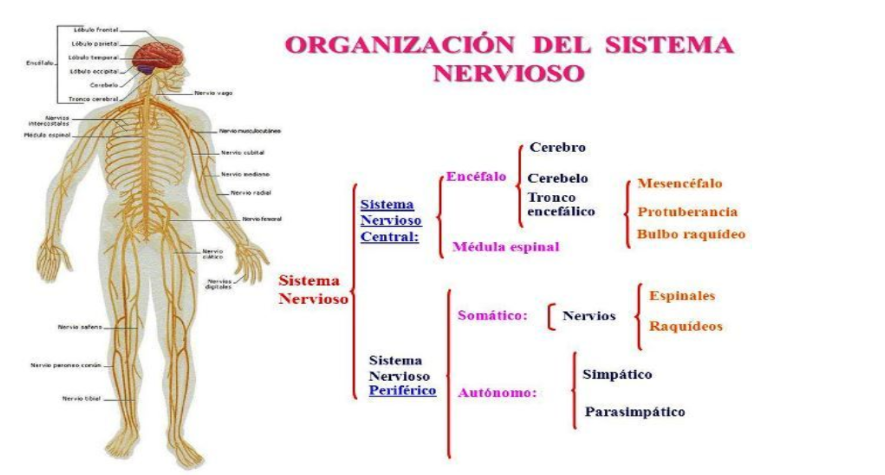 ORGANIZACIÓN DEL SISTEMA
NERVIOSO
Encéfalo
Lóbulo frontal
Lóbulo parietal
Lóbulo temporal
Lóbulo occipital
Cerebelo
Tronco cerebral
Nervios
intercostales
Médula espinal
Nervio vago
Nervio musculocutáneo
Nervio cubital
Nervio mediano
Nervio radial
Nervio femoral
Nervio
ciático
Nervios
digitales
Nervio safeno
Nervio peroneo común
Nervio tibial
Sistema
Nervioso
Sistema
Nervioso
Central:
Encéfalo
Cerebro
Cerebelo
Tronco
encefálico
Mesencéfalo
Protuberancia
Bulbo raquídeo
Médula espinal
Sistema
Nervioso
Periférico
Somático:
Nervios
Espinales
Raquídeos
Autónomo:
Simpático
Parasimpático